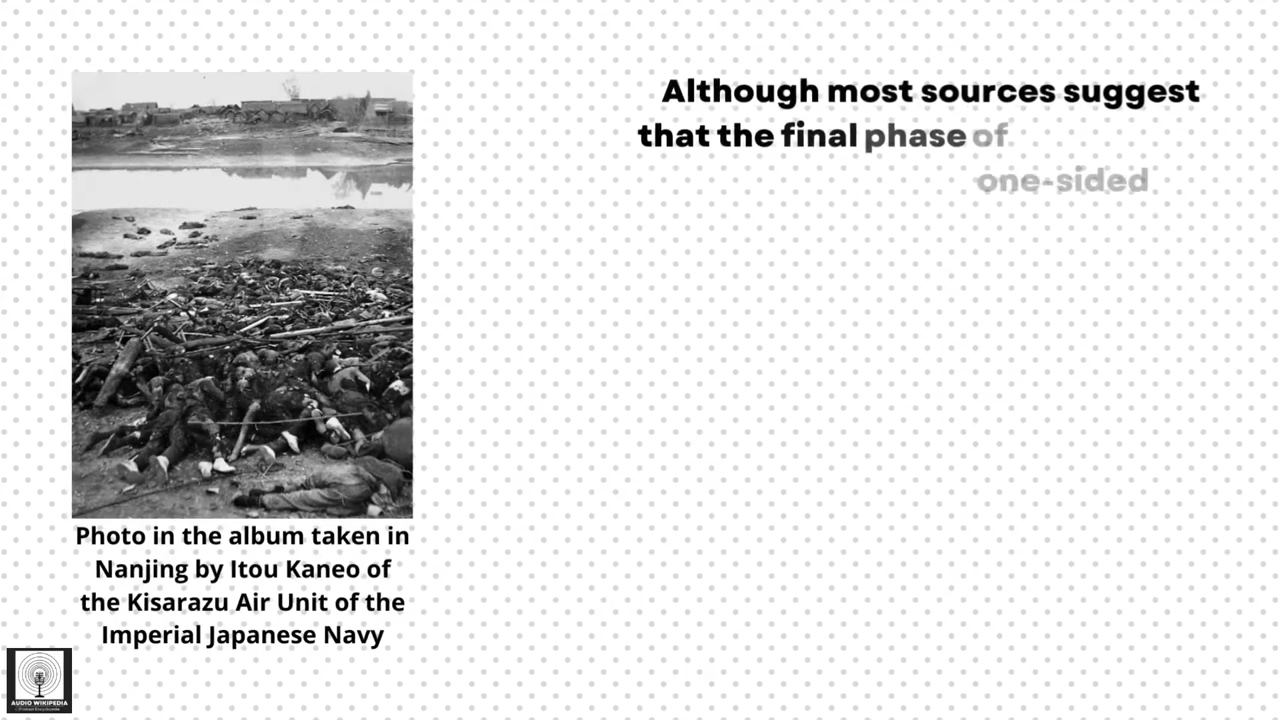 Although most sources suggest
that the final phase of
one-sided
Photo in the album taken in
Nanjing by Itou Kaneo of
the Kisarazu Air Unit of the
Imperial Japanese Navy
AUDIO WIKIPEDIA